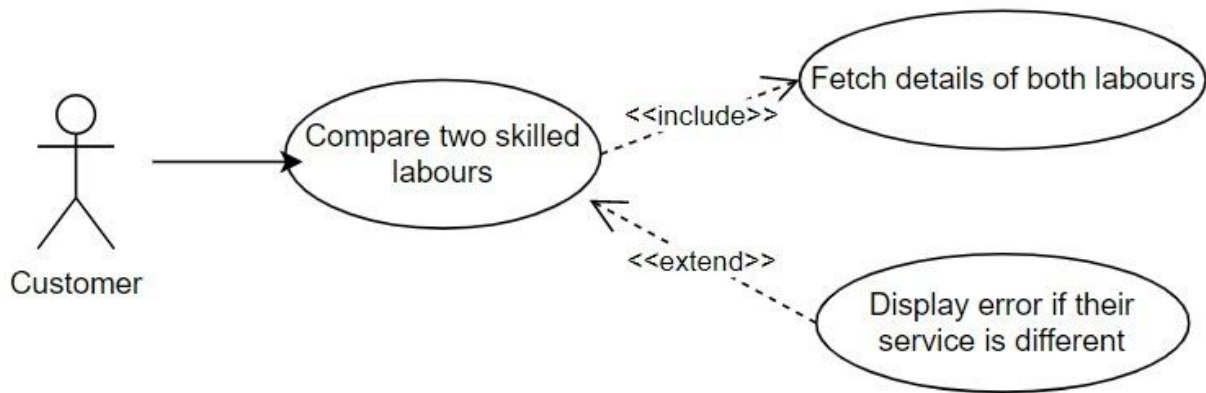 Fetch details of both labours
<<include>>
Compare two skilled
labours
<<extend>>
Customer
Display error if their
service is different